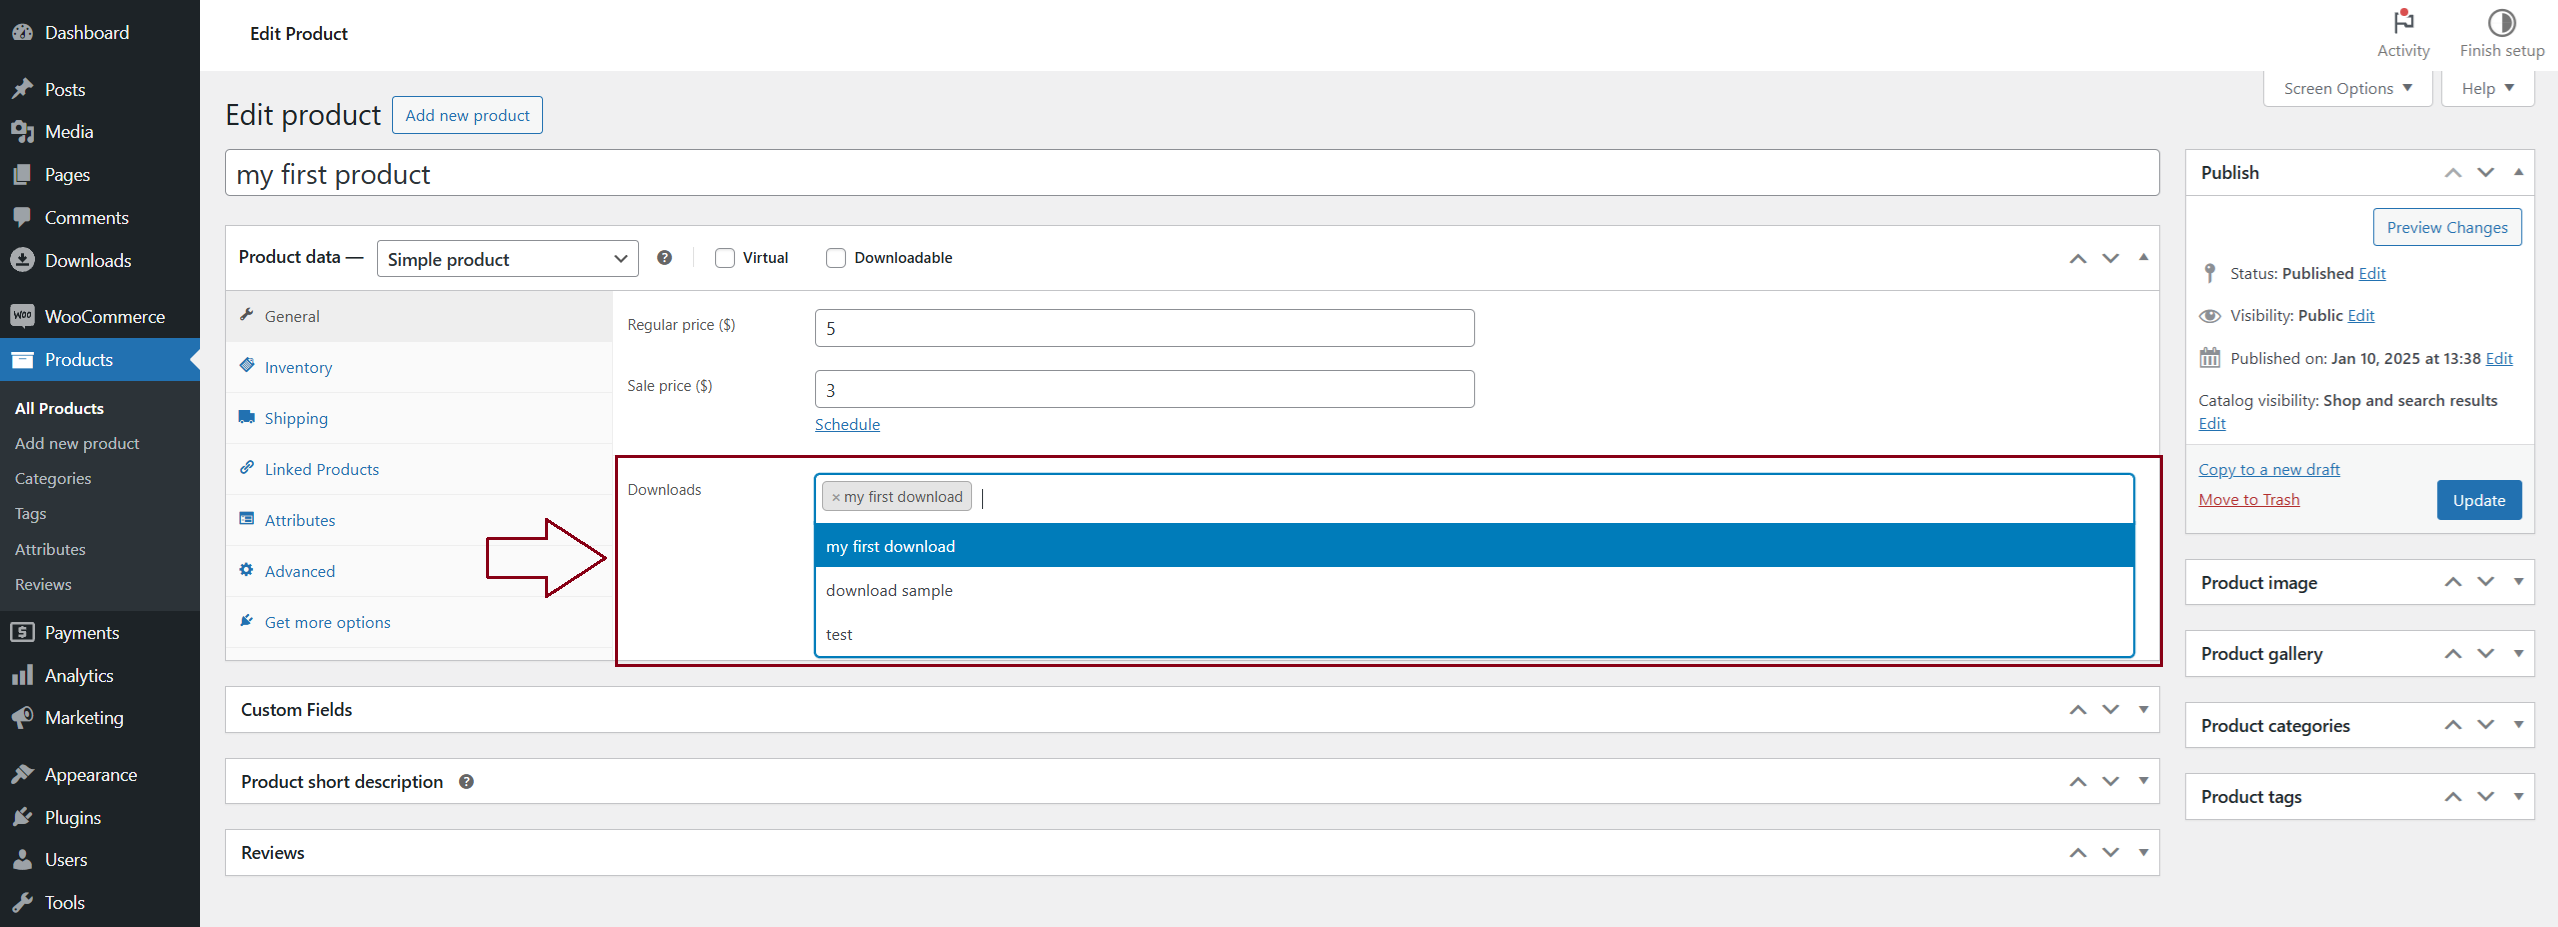 Dashboard
Posts
Media
Pages
Comments
Downloads
Woo WooCommerce
Products
All Products
Add new product
Categories
Tags
Attributes
Reviews
Payments
Analytics
Marketing
Appearance
Plugins
Users
Tools
Edit Product
Activity
Finish setup
Screen Options
Help
Edit product
Add new product
my first product
Product data — Simple product ? Virtual Downloadable
General
Inventory
Shipping
Linked Products
Attributes
Advanced
Get more options
Regular price ($) 5
Sale price ($) 3
Schedule
Downloads × my first download
my first download
download sample
test
Custom Fields
Product short description ?
Reviews
Publish
Preview Changes
Status: Published Edit
Visibility: Public Edit
Published on: Jan 10, 2025 at 13:38 Edit
Catalog visibility: Shop and search results
Edit
Copy to a new draft
Move to Trash
Update
Product image
Product gallery
Product categories
Product tags